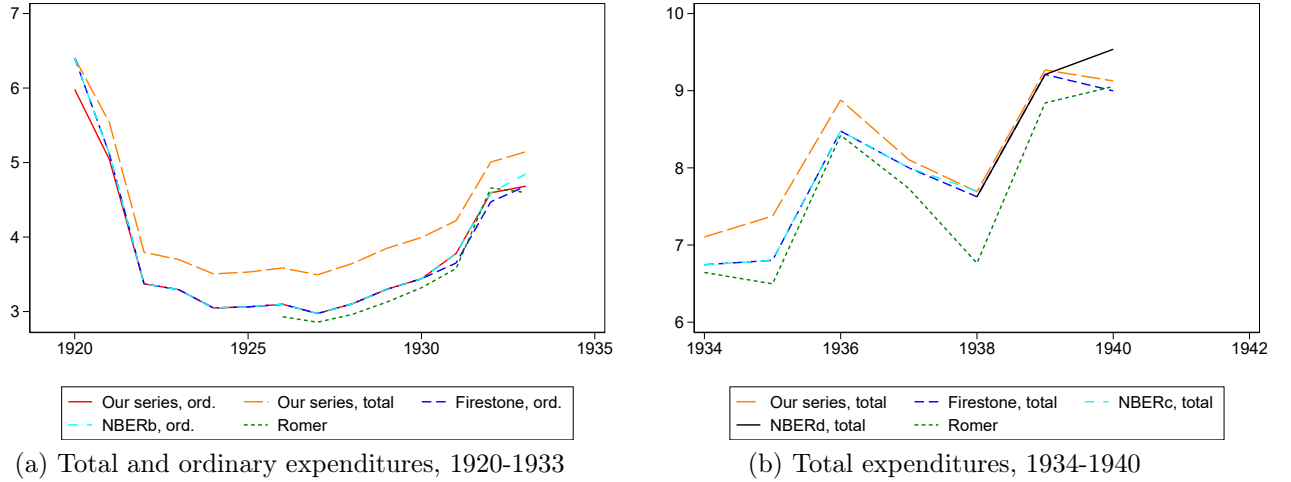 7
6
5
4
3
1920 1925 1930 1935
Our series, ord. Our series, total Firestone, ord.
NBERb, ord. Romer
(a) Total and ordinary expenditures, 1920-1933
10
9
8
7
6
1934 1936 1938 1940 1942
Our series, total Firestone, total NBERc, total
NBERd, total Romer
(b) Total expenditures, 1934-1940